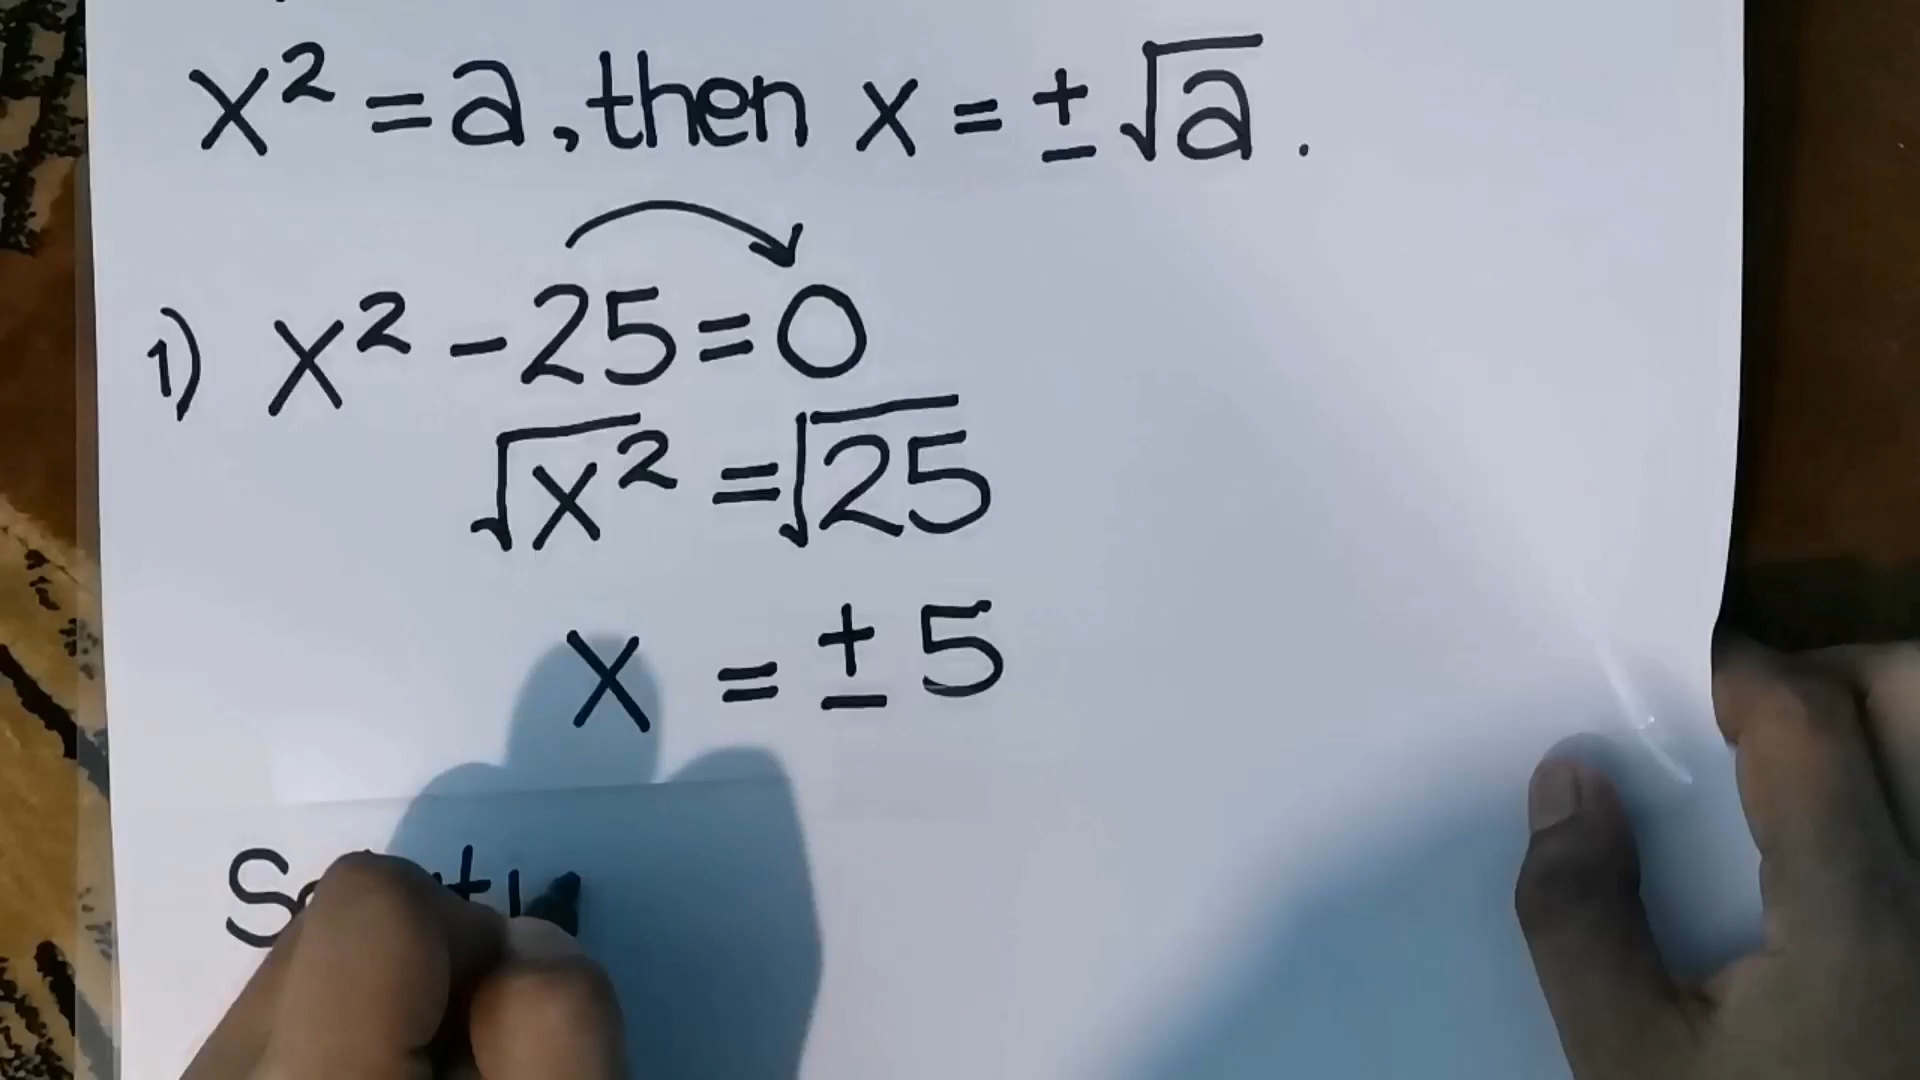 x² = a, then x = ± √a.
1) x² - 25 = 0
√x² = √25
x = ± 5